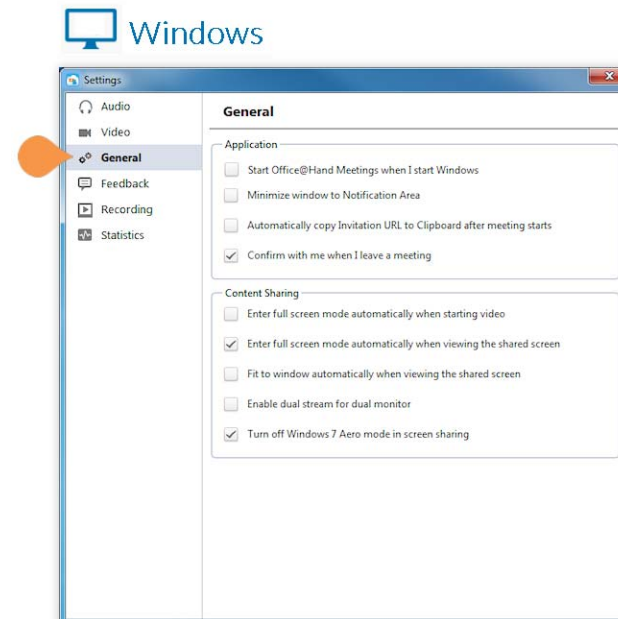 Windows
Settings
Audio
Video
General
Feedback
Recording
Statistics
General
Application
Start Office@Hand Meetings when I start Windows
Minimize window to Notification Area
Automatically copy Invitation URL to Clipboard after meeting starts
Confirm with me when I leave a meeting
Content Sharing
Enter full screen mode automatically when starting video
Enter full screen mode automatically when viewing the shared screen
Fit to window automatically when viewing the shared screen
Enable dual stream for dual monitor
Turn off Windows 7 Aero mode in screen sharing